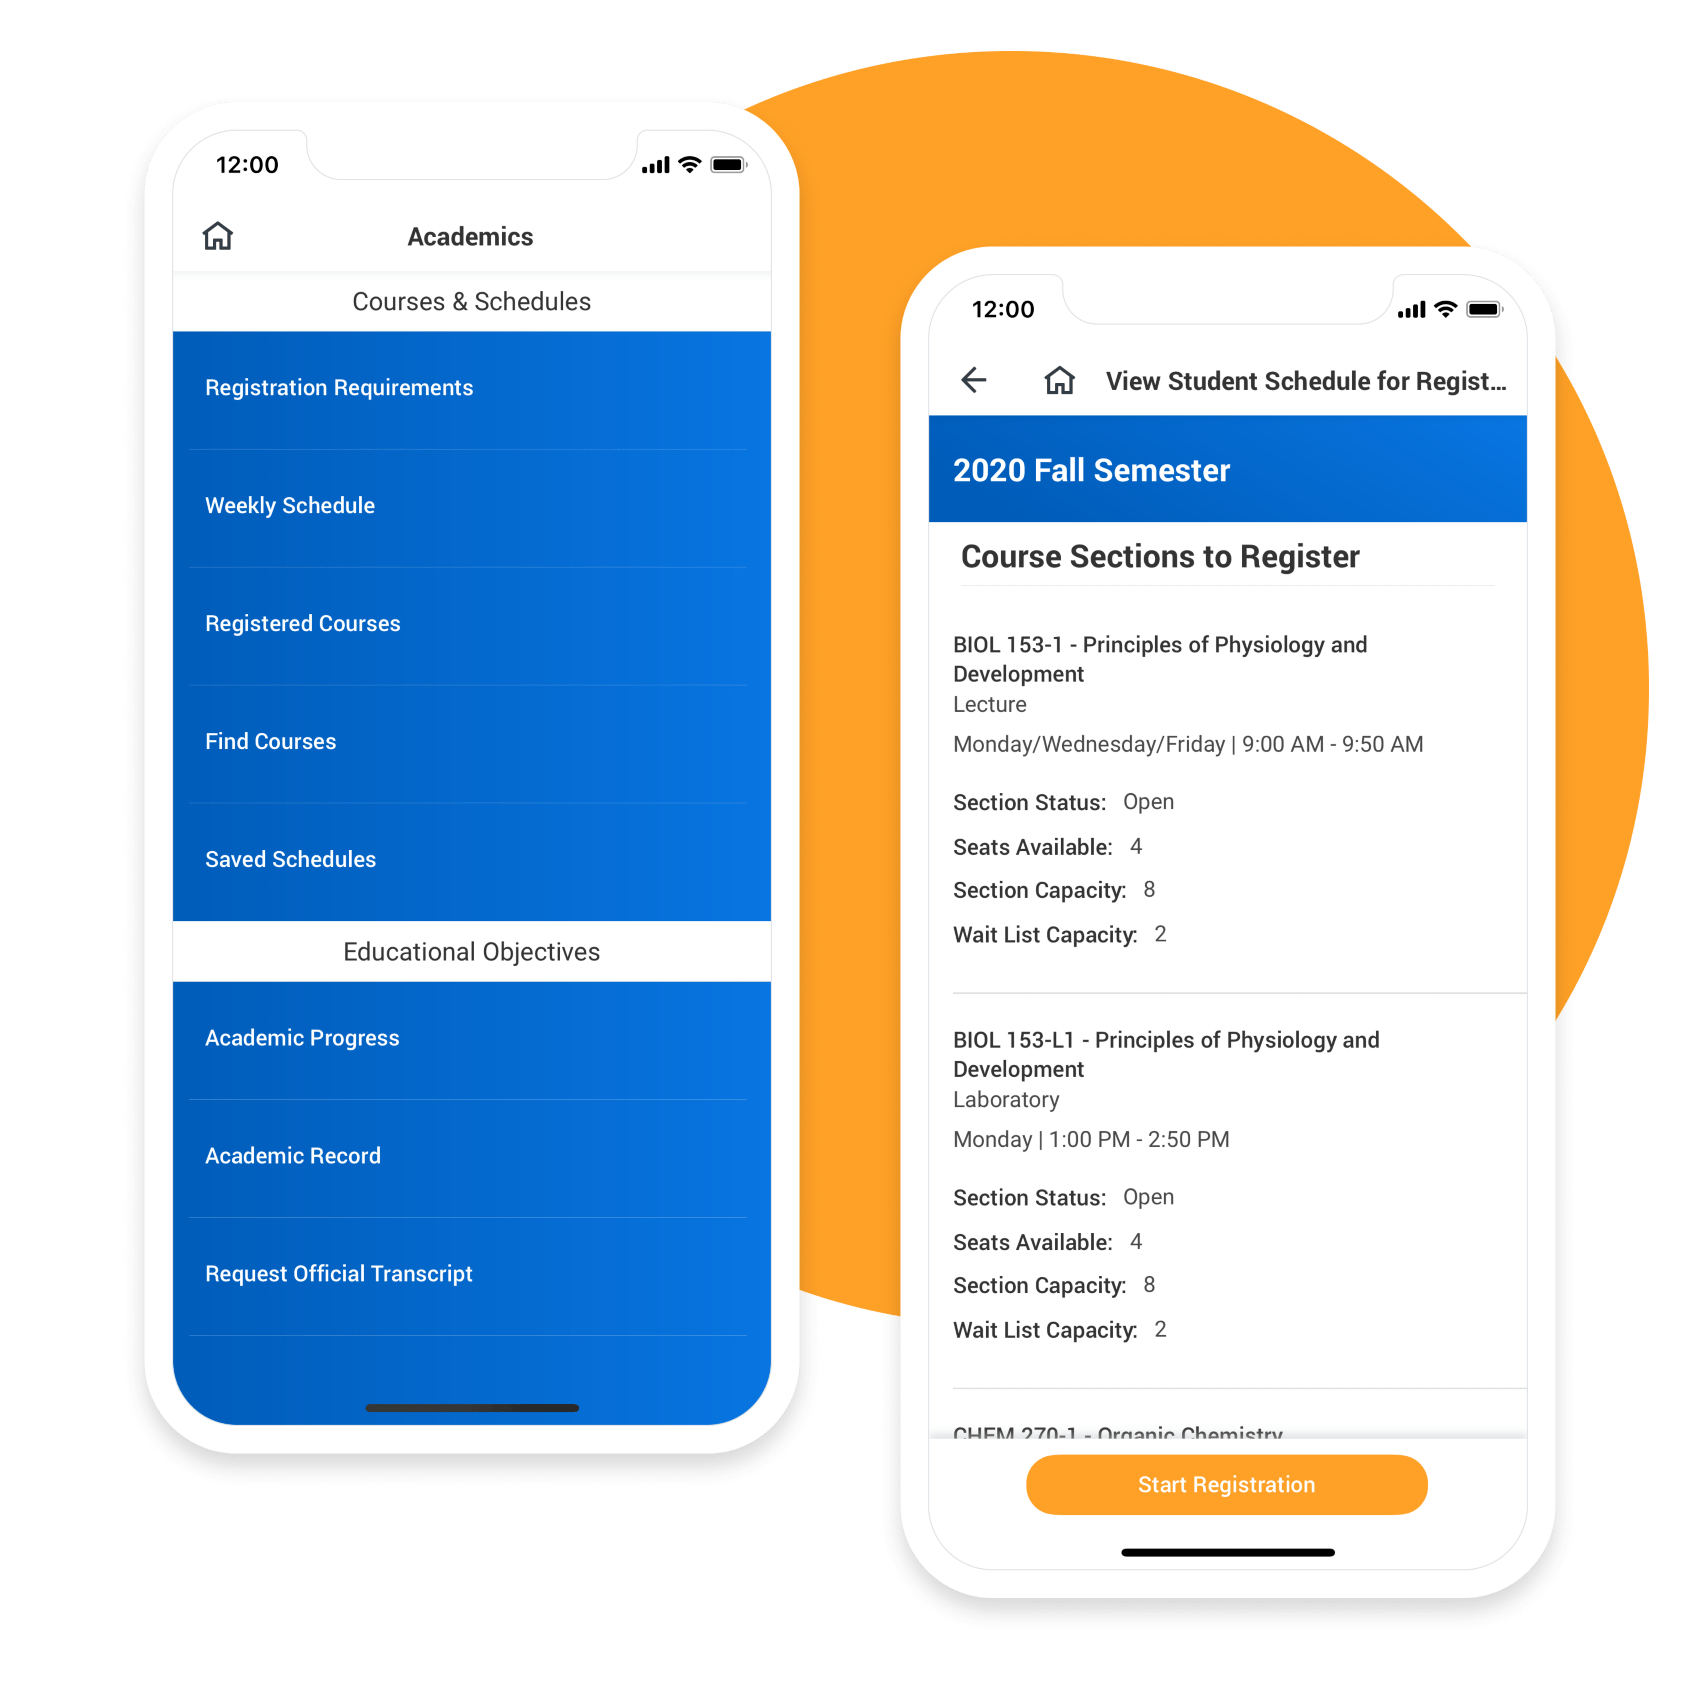 12:00
Academics
Courses & Schedules
Registration Requirements
Weekly Schedule
Registered Courses
Find Courses
Saved Schedules
Educational Objectives
Academic Progress
Academic Record
Request Official Transcript
12:00
View Student Schedule for Regist...
2020 Fall Semester
Course Sections to Register
BIOL 153-1 - Principles of Physiology and
Development
Lecture
Monday/Wednesday/Friday | 9:00 AM - 9:50 AM
Section Status: Open
Seats Available: 4
Section Capacity: 8
Wait List Capacity: 2
BIOL 153-L1 - Principles of Physiology and
Development
Laboratory
Monday | 1:00 PM - 2:50 PM
Section Status: Open
Seats Available: 4
Section Capacity: 8
Wait List Capacity: 2
CHEM 270-1 - Organic Chemistry
Start Registration